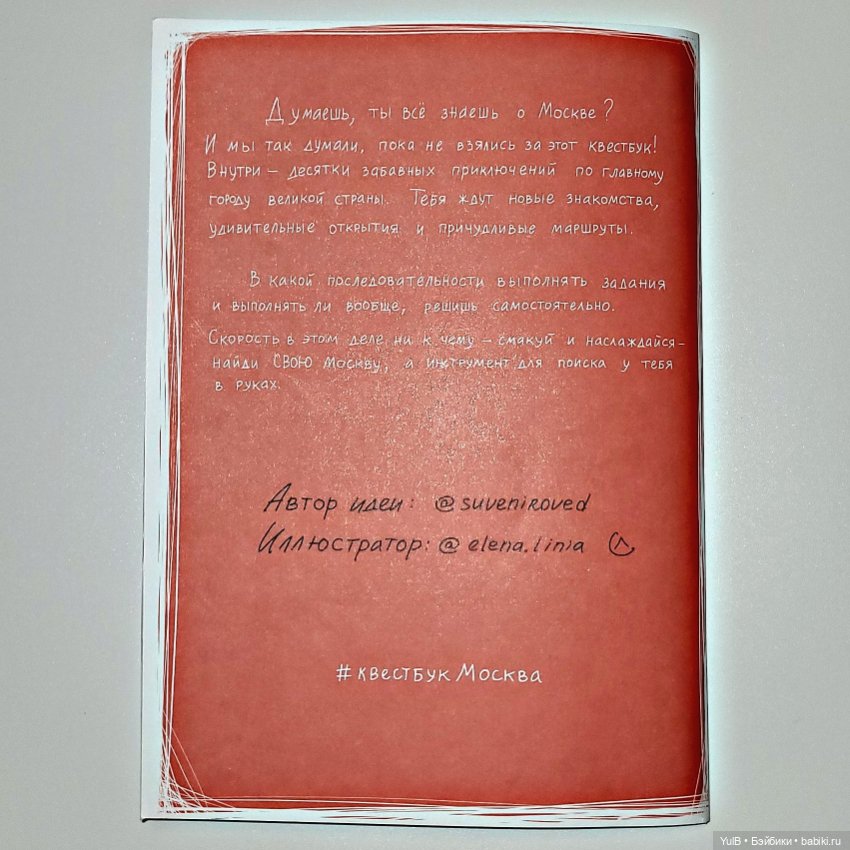 Думаешь, ты всё знаешь о Москве?
И мы так думали, пока не взялись за этот квестбук!
Внутри – десятки забавных приключений по главному
городу великой страны. Тебя ждут новые знакомства,
удивительные открытия и причудливые маршруты.
В какой последовательности выполнять задания
и выполнять ли вообще, решишь самостоятельно.
Скорость в этом деле ни к чему – смакуй и наслаждайся –
найди СВОЮ Москву, а инструмент для поиска у тебя
в руках.
Автор идеи: @suveniroved
Иллюстратор: @elena.linia
#квестбукМосква
YulB • Бэйбики • babiki.ru